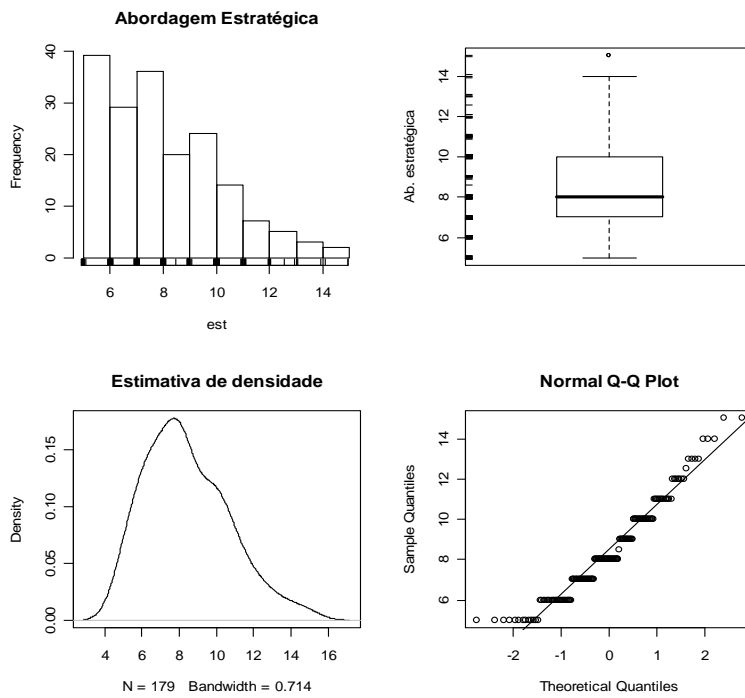 Abordagem Estratégica
Frequency
0 10 20 30 40
6 8 10 12 14
est
Ab. estratégica
6 8 10 12 14
Estimativa de densidade
Density
0.00 0.05 0.10 0.15
4 6 8 10 12 14 16
N = 179 Bandwidth = 0.714
Normal Q-Q Plot
Sample Quantiles
6 8 10 12 14
-2 -1 0 1 2
Theoretical Quantiles